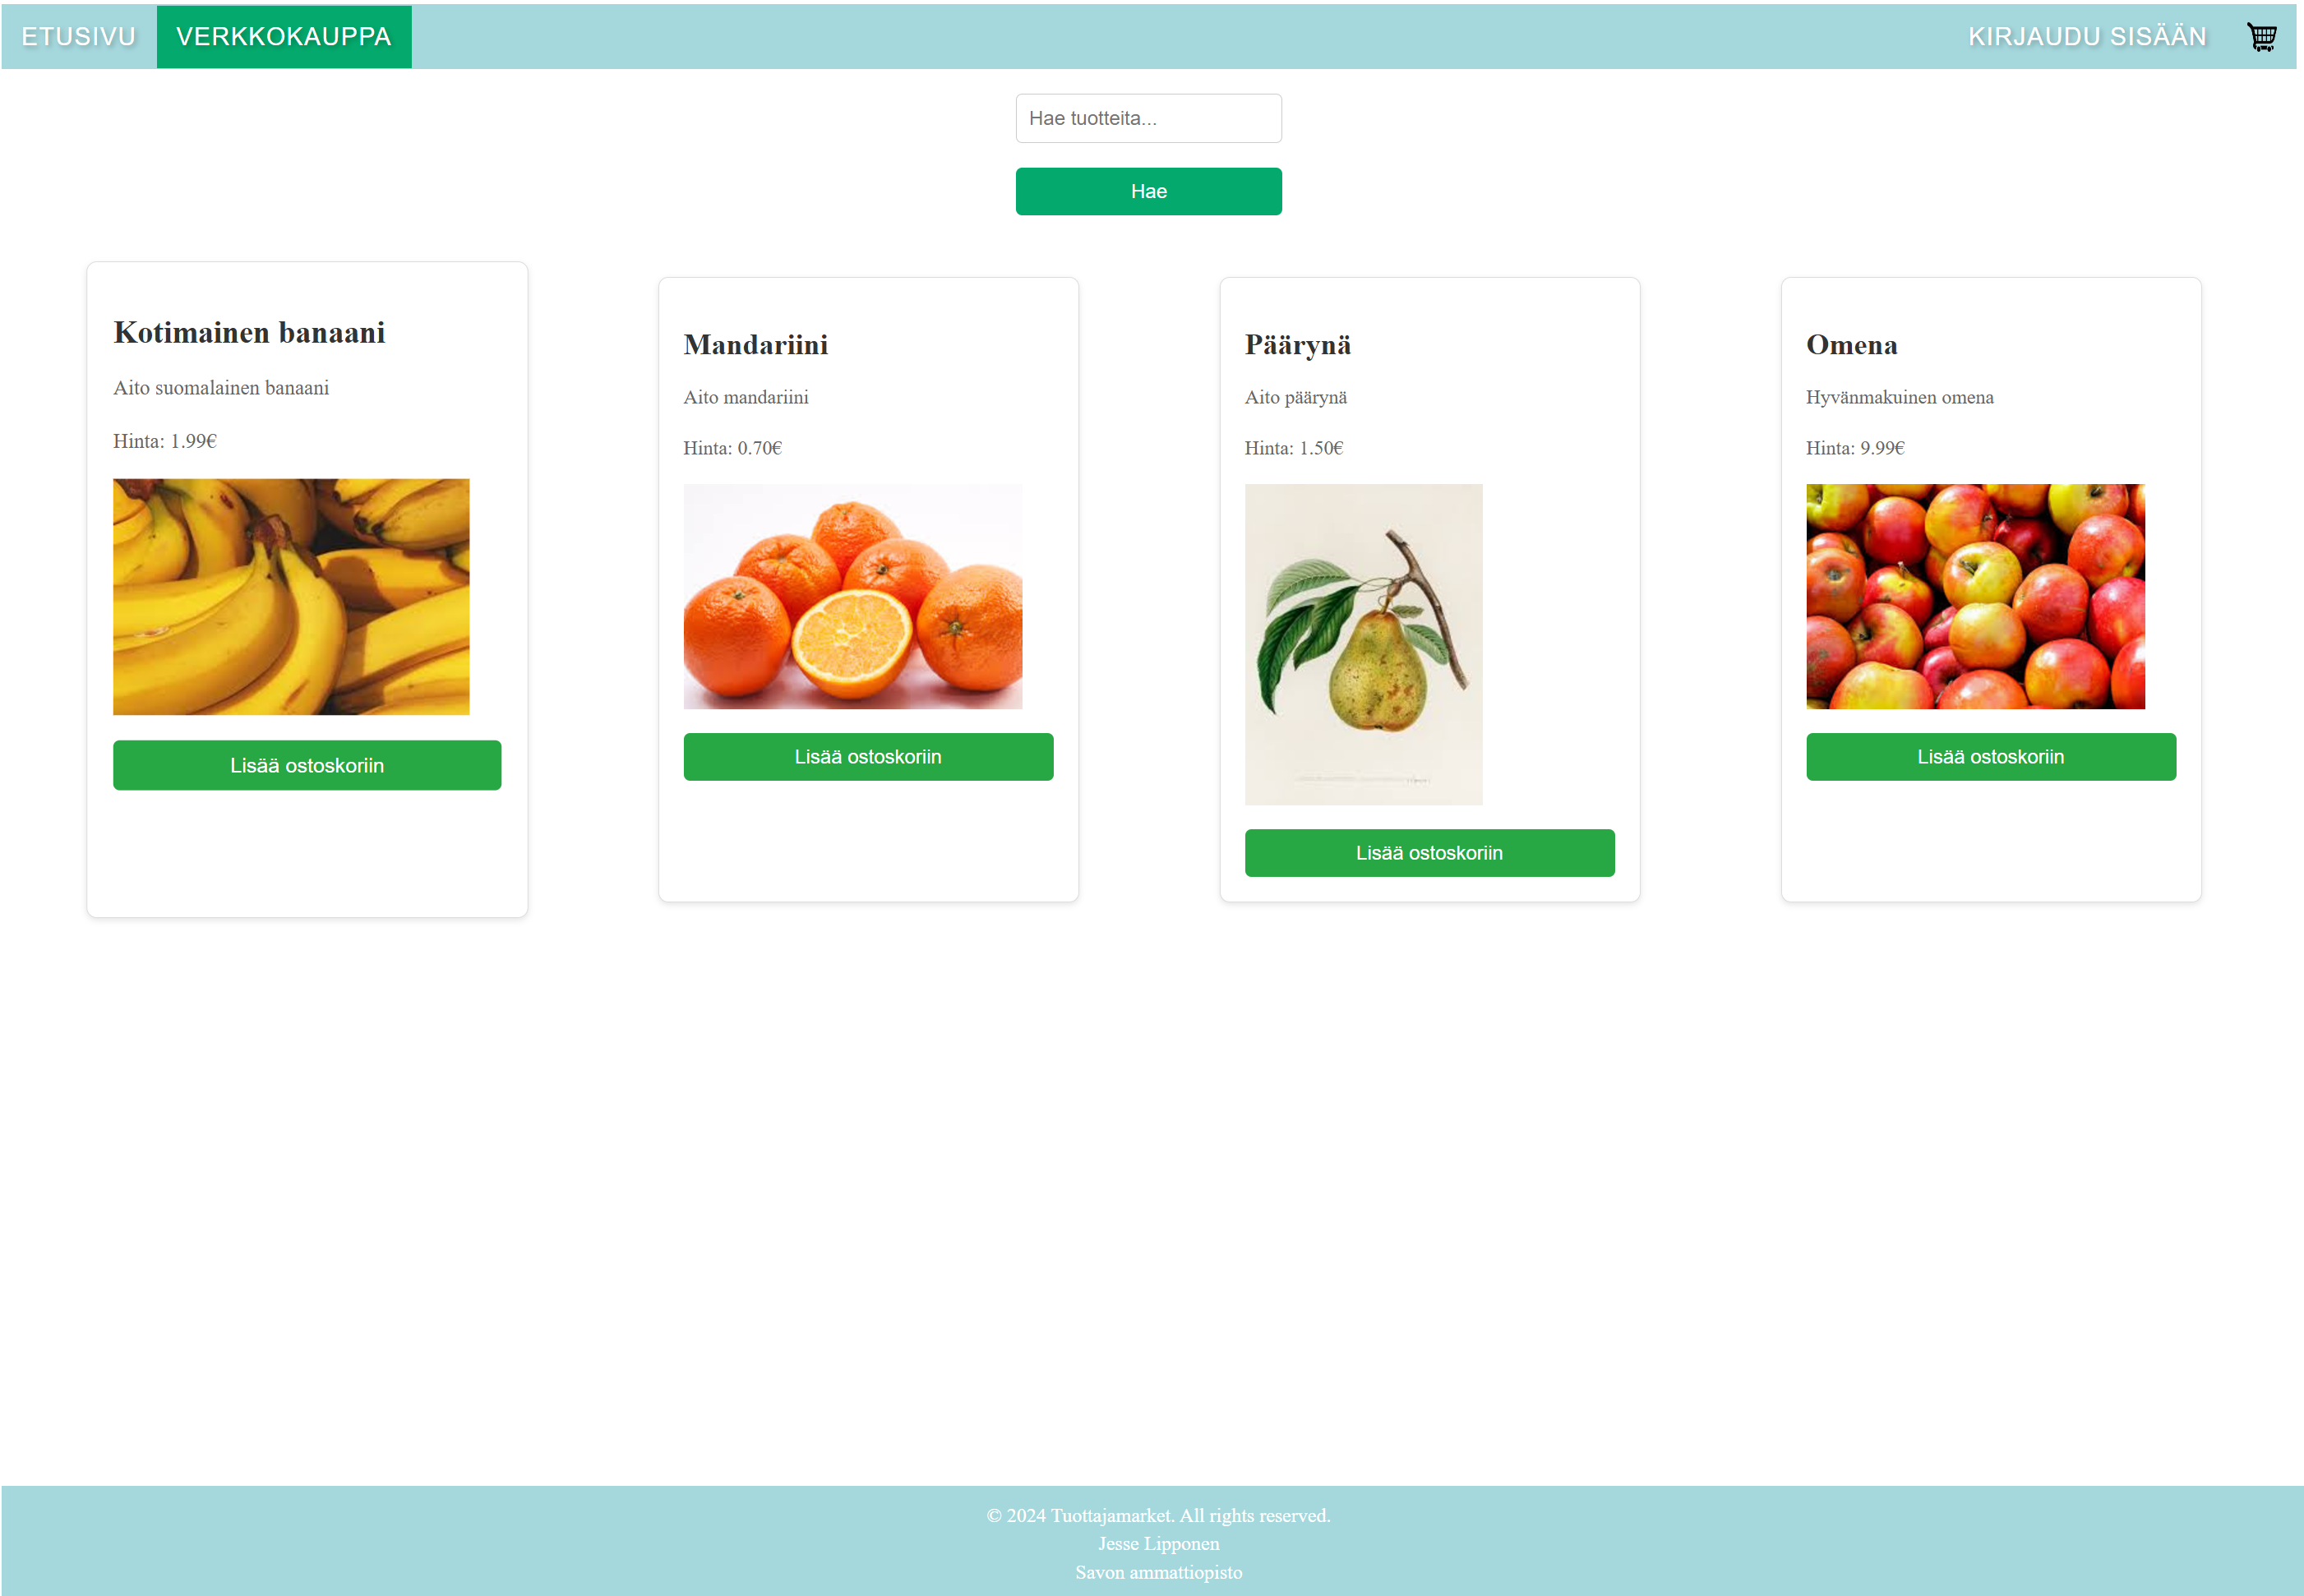 ETUSIVU VERKKOKAUPPA KIRJAUDU SISÄÄN
Hae tuotteita...
Hae
Kotimainen banaani
Aito suomalainen banaani
Hinta: 1.99€
Lisää ostoskoriin
Mandariini
Aito mandariini
Hinta: 0.70€
Lisää ostoskoriin
Päärynä
Aito päärynä
Hinta: 1.50€
Lisää ostoskoriin
Omena
Hyvänmakuinen omena
Hinta: 9.99€
Lisää ostoskoriin
© 2024 Tuottajamarket. All rights reserved.
Jesse Lipponen
Savon ammattiopisto